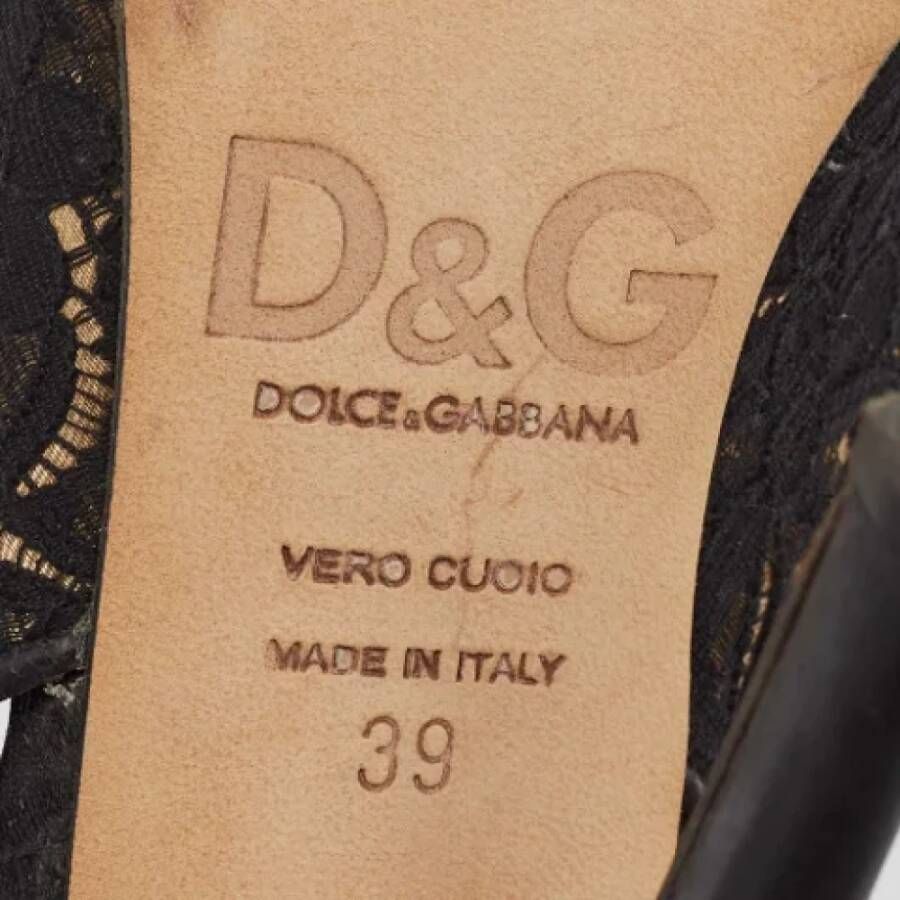 D&G
DOLCE&GABBANA
VERO CUOIO
MADE IN ITALY
39